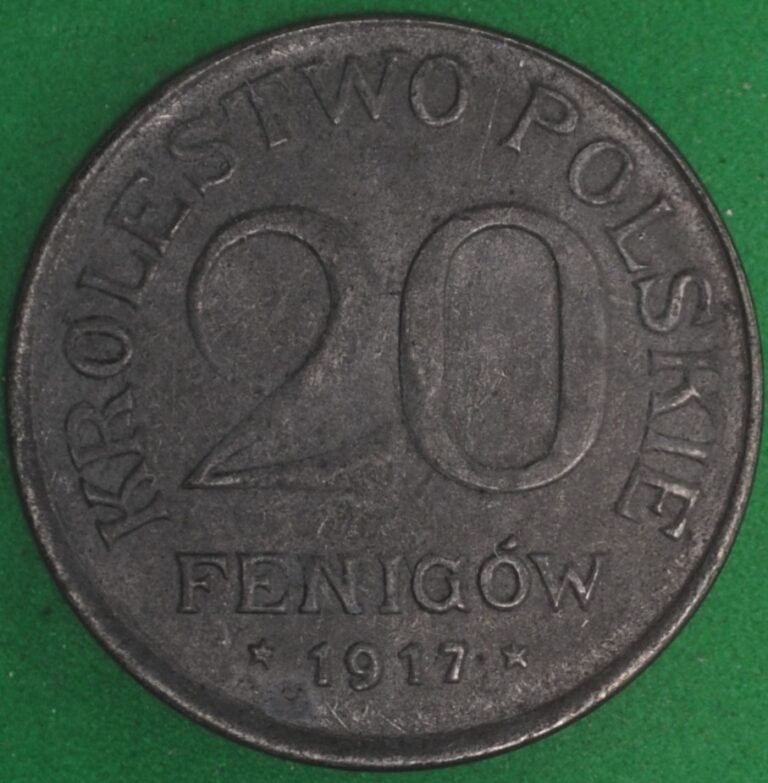 KRÓLESTWO POLSKIE
20
FENIGÓW
* 1917 *